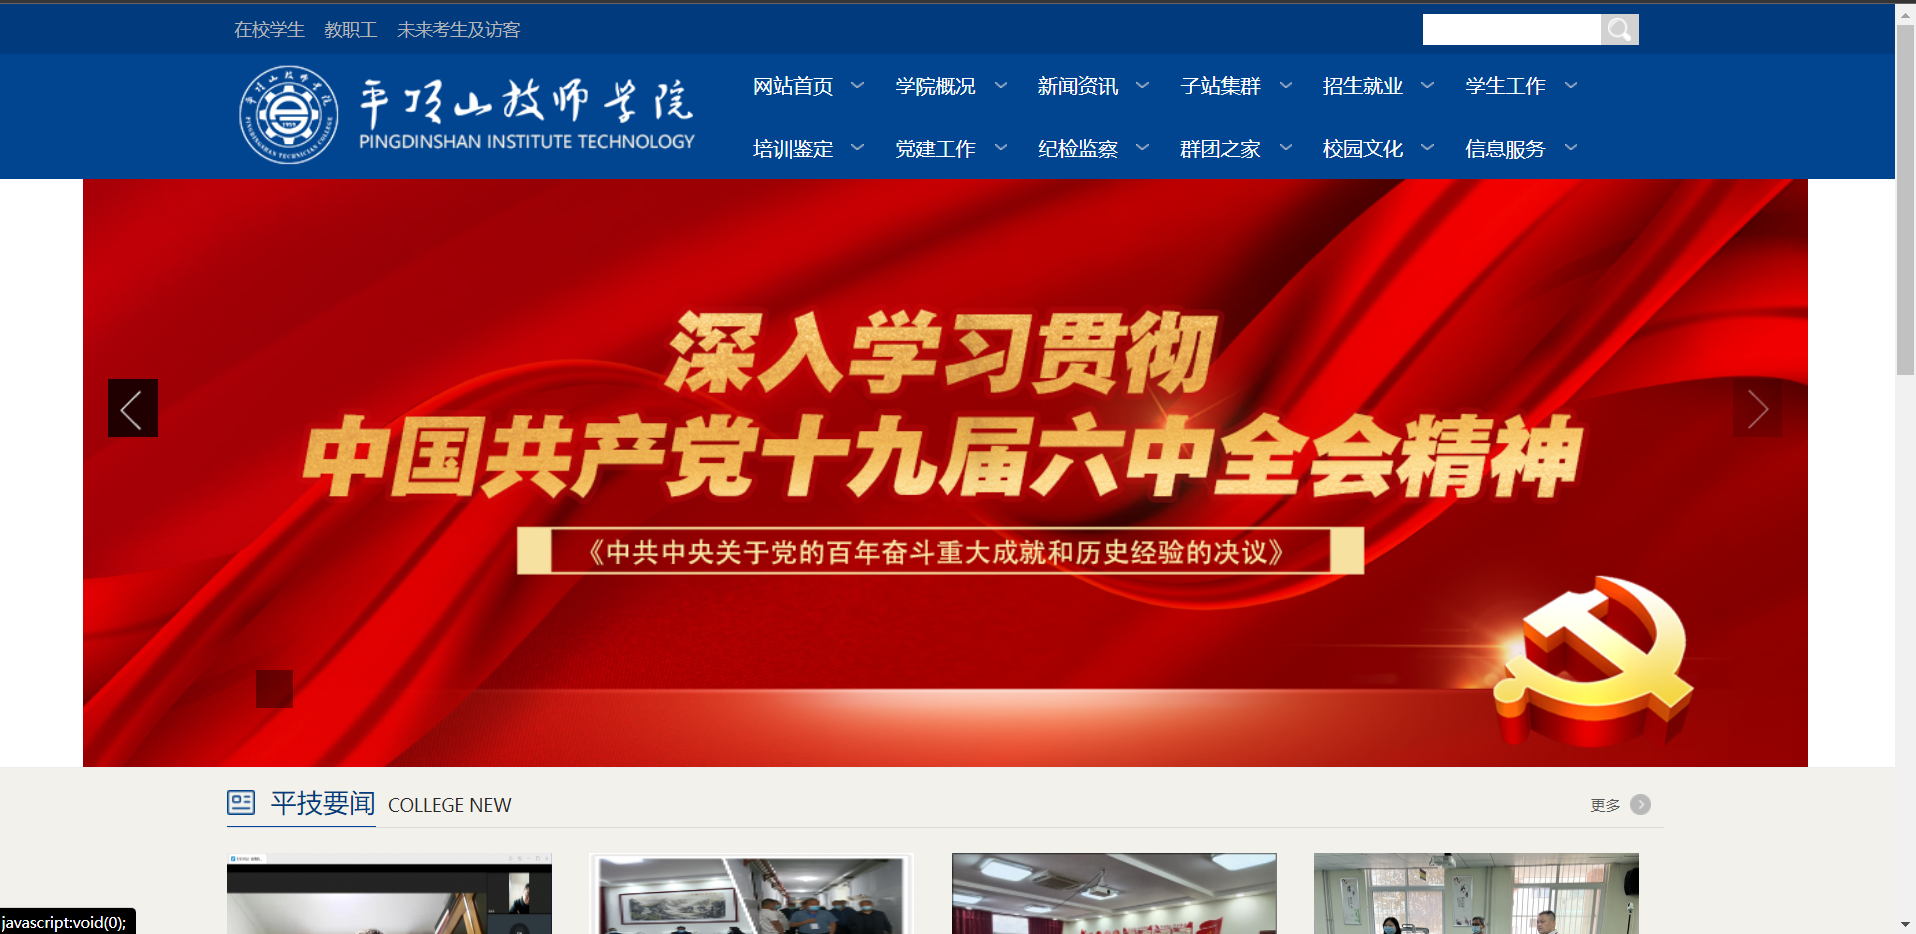 在校学生 教职工 未来考生及访客
平顶山技师学院
PINGDINSHAN INSTITUTE TECHNOLOGY
网站首页 学院概况 新闻资讯 子站集群 招生就业 学生工作
培训鉴定 党建工作 纪检监察 群团之家 校园文化 信息服务
深入学习贯彻
中国共产党十九届六中全会精神
《中共中央关于党的百年奋斗重大成就和历史经验的决议》
平技要闻 COLLEGE NEW
更多
javascript:void(0);